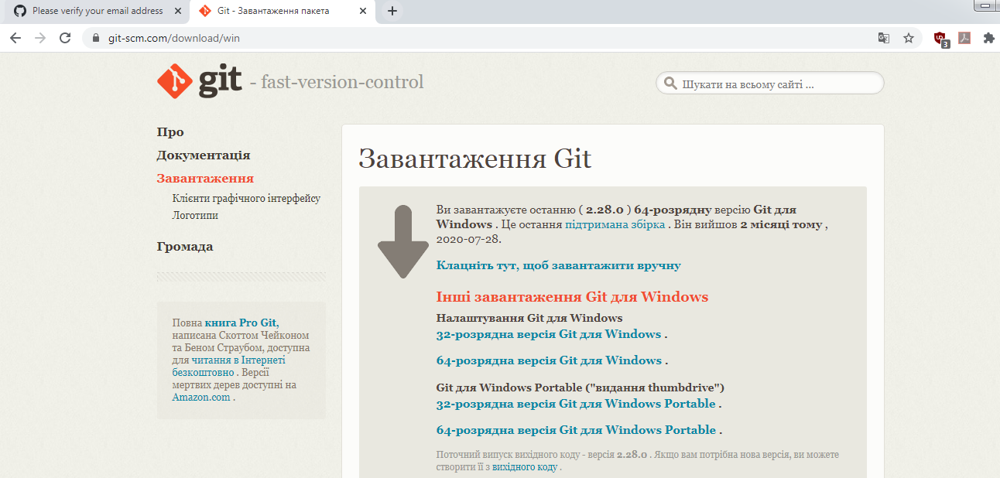 Please verify your email address
Git - Завантаження пакета
git-scm.com/download/win
3
git - fast-version-control
Шукати на всьому сайті ...
Про
Документація
Завантаження
Клієнти графічного інтерфейсу
Логотипи
Громада
Повна книга Pro Git,
написана Скоттом Чейконом
та Беном Страубом, доступна
для читання в Інтернеті
безкоштовно . Версії
мертвих дерев доступні на
Amazon.com .
Завантаження Git
Ви завантажуєте останню ( 2.28.0 ) 64-розрядну версію Git для
Windows . Це остання підтримана збірка . Він вийшов 2 місяці тому ,
2020-07-28.
Клацніть тут, щоб завантажити вручну
Інші завантаження Git для Windows
Налаштування Git для Windows
32-розрядна версія Git для Windows .
64-розрядна версія Git для Windows .
Git для Windows Portable ("видання thumbdrive")
32-розрядна версія Git для Windows Portable .
64-розрядна версія Git для Windows Portable .
Поточний випуск вихідного коду - версія 2.28.0 . Якщо вам потрібна нова версія, ви можете
створити її з вихідного коду .